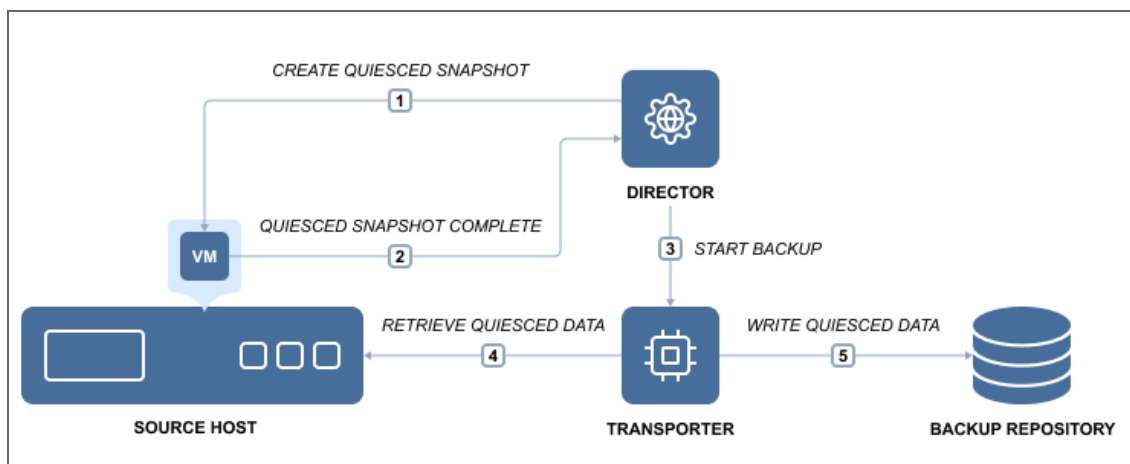 CREATE QUIESCED SNAPSHOT
1
DIRECTOR
QUIESCED SNAPSHOT COMPLETE
VM
2
3 START BACKUP
RETRIEVE QUIESCED DATA
4
WRITE QUIESCED DATA
5
SOURCE HOST
TRANSPORTER
BACKUP REPOSITORY